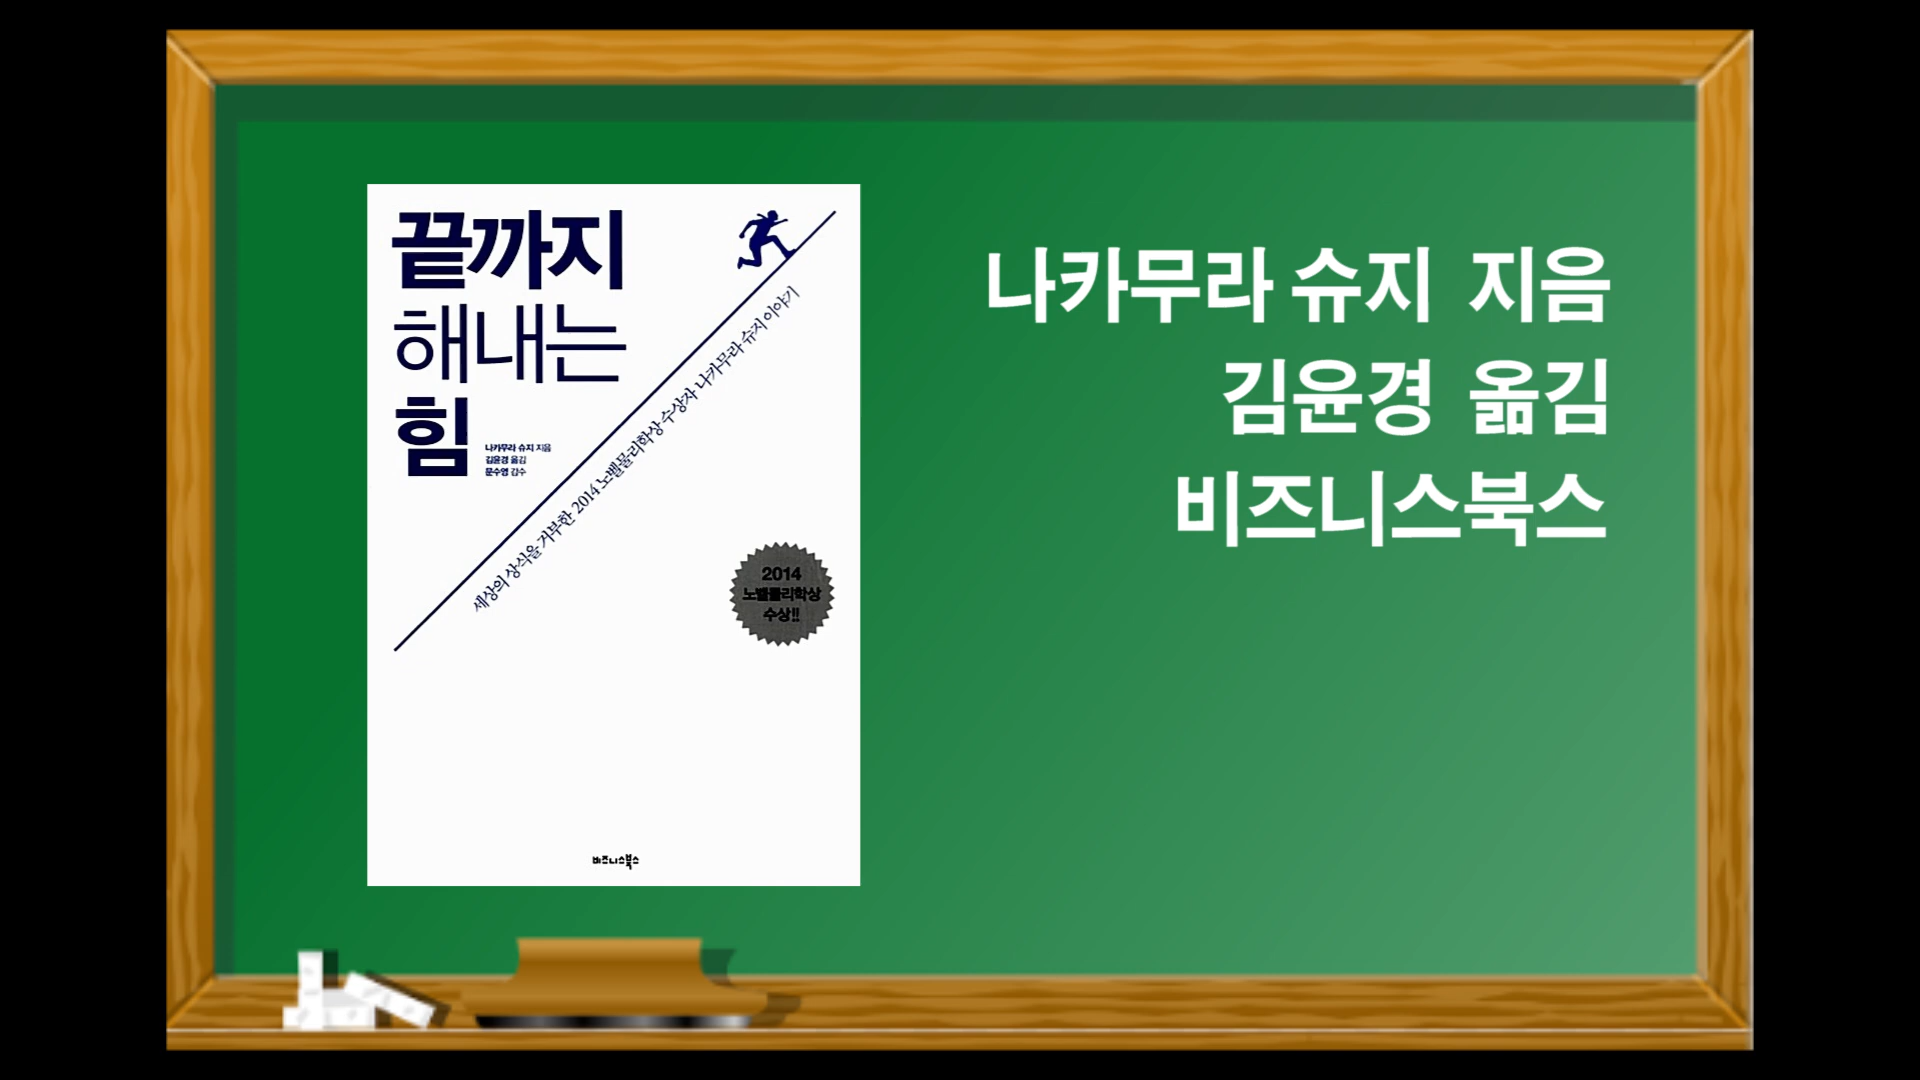 끝까지
해내는
힘
나카무라 슈지 지음
김윤경 옮김
문수영 감수
세상의 상식을 거부한 2014 노벨물리학상 수상자 나카무라 슈지 이야기
2014
노벨물리학상
수상!!
비즈니스북스
나카무라 슈지 지음
김윤경 옮김
비즈니스북스